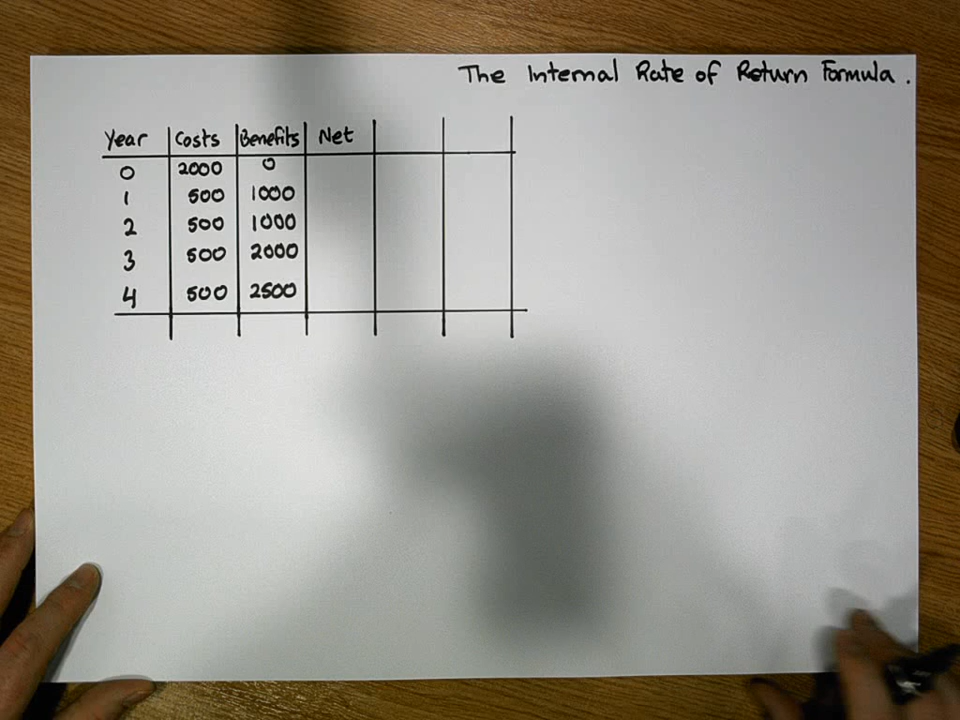 The Internal Rate of Return Formula.
Year Costs Benefits Net
0 2000 0
1 500 1000
2 500 1000
3 500 2000
4 500 2500